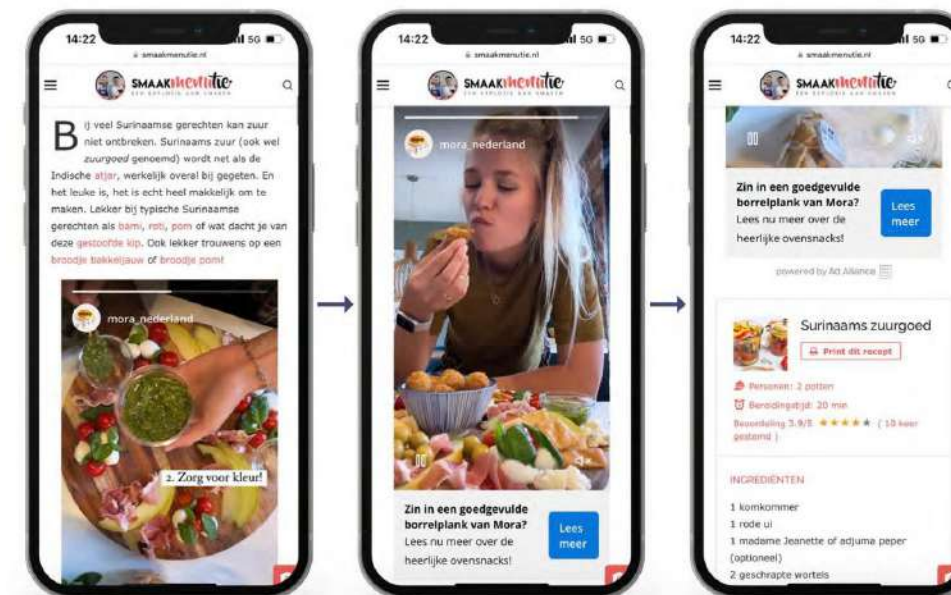 14:22
5G
smaakmenutie.nl
SMAAKmenutie
EEN EXPLOSIE AAN SMAKEN
Bij veel Surinaamse gerechten kan zuur
niet ontbreken. Surinaams zuur (ook wel
zuurgoed genoemd) wordt net als de
Indische atjar, werkelijk overal bij gegeten. En
het leuke is, het is echt heel makkelijk om te
maken. Lekker bij typische Surinaamse
gerechten als bami, roti, pom of wat dacht je van
deze gestoofde kip. Ook lekker trouwens op een
broodje bakkeljauw of broodje pom!
mora_nederland
2. Zorg voor kleur!
14:22
5G
smaakmenutie.nl
SMAAKmenutie
EEN EXPLOSIE AAN SMAKEN
mora_nederland
Zin in een goedgevulde
borrelplank van Mora?
Lees nu meer over de
heerlijke ovensnacks!
Lees
meer
14:22
5G
smaakmenutie.nl
SMAAKmenutie
EEN EXPLOSIE AAN SMAKEN
Zin in een goedgevulde
borrelplank van Mora?
Lees nu meer over de
heerlijke ovensnacks!
Lees
meer
powered by Ad Alliance
Surinaams zuurgoed
Print dit recept
Personen: 2 potten
Bereidingstijd: 20 min
Beoordeling 3.9/5 ( 10 keer
gestemd )
INGREDIËNTEN
1 komkommer
1 rode ui
1 madame Jeanette of adjuma peper
(optioneel)
2 geschrapte wortels